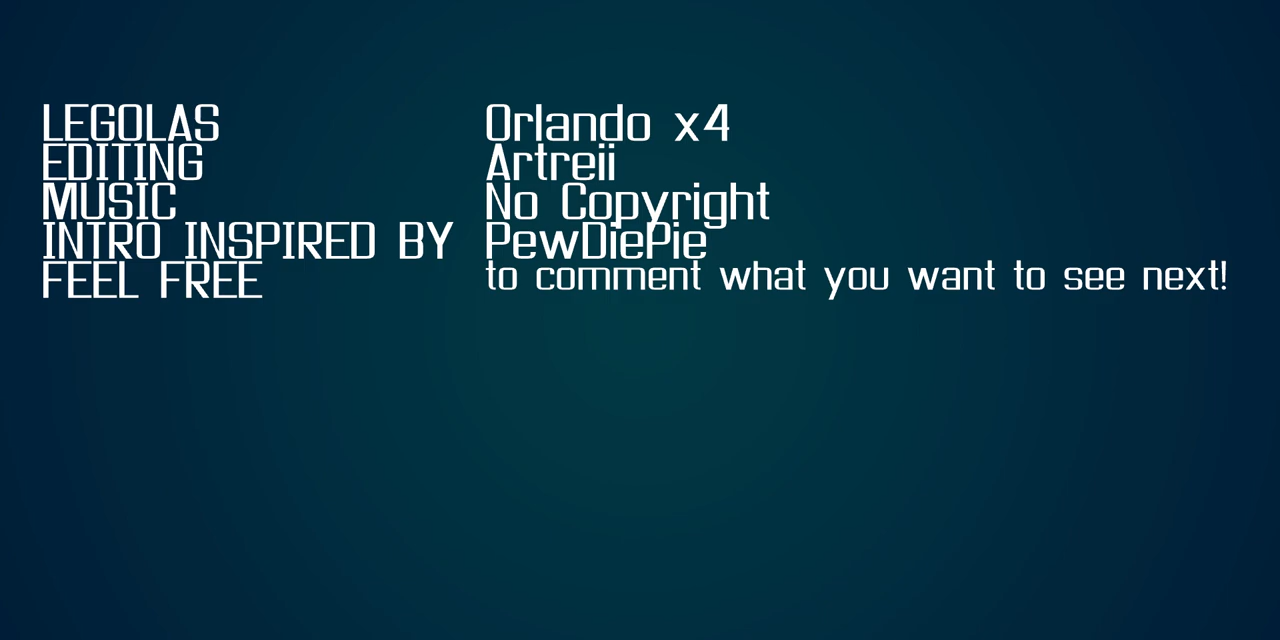 LEGOLAS Orlando x4
EDITING Artreii
MUSIC No Copyright
INTRO INSPIRED BY PewDiePie
FEEL FREE to comment what you want to see next!